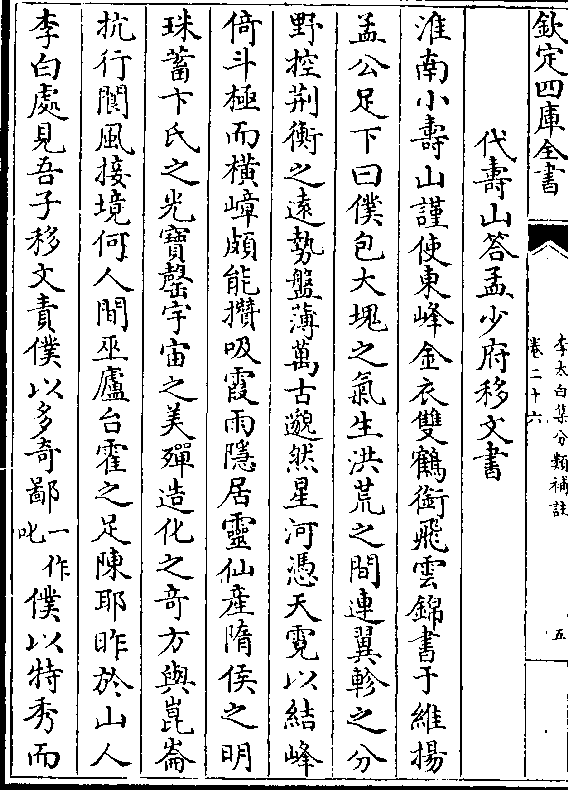 欽定四庫全書
李太白集分類補註
卷二十六
五
代壽山答孟少府移文書
淮南小壽山謹使東峰金衣雙鶴銜飛雲錦書于維揚
孟公足下曰僕包大塊之氣生洪荒之間連翼軫之分
野控荆衡之逺勢盤薄萬古邈然星河憑天霓以結峰
倚斗極而橫嶂頗能攢吸霞雨隱居靈仙產隋侯之明
珠蓄卞氏之光寶罄宇宙之美殫造化之竒方與崑崙
抗行閬風接境何人間巫廬台霍之足陳耶昨於山人
李白處見吾子移文責僕以多竒鄙一作叱僕以特秀而